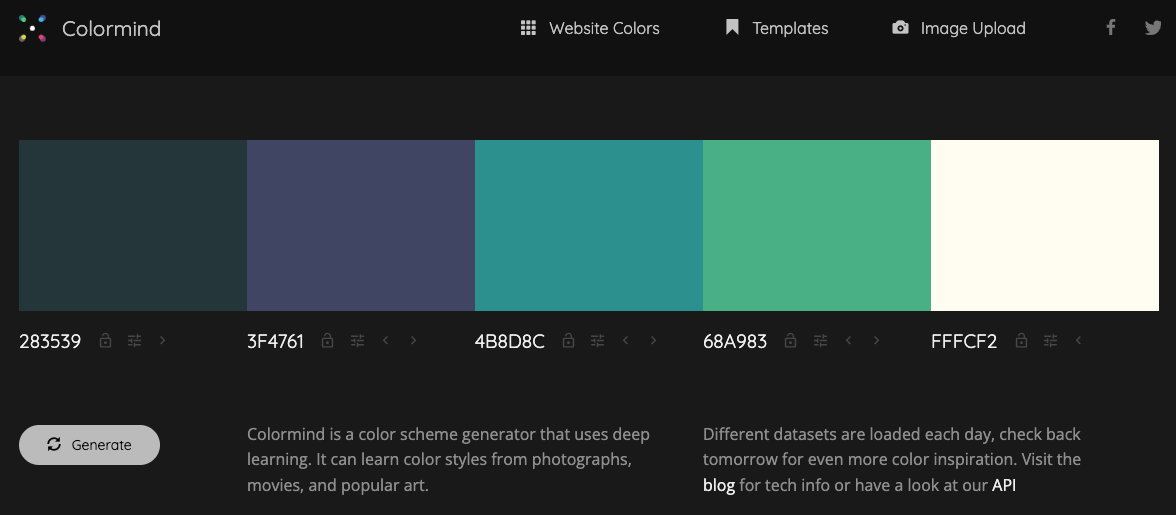 Colormind
Website Colors
Templates
Image Upload
283539
3F4761
4B8D8C
68A983
FFFCF2
Generate
Colormind is a color scheme generator that uses deep
learning. It can learn color styles from photographs,
movies, and popular art.
Different datasets are loaded each day, check back
tomorrow for even more color inspiration. Visit the
blog for tech info or have a look at our API